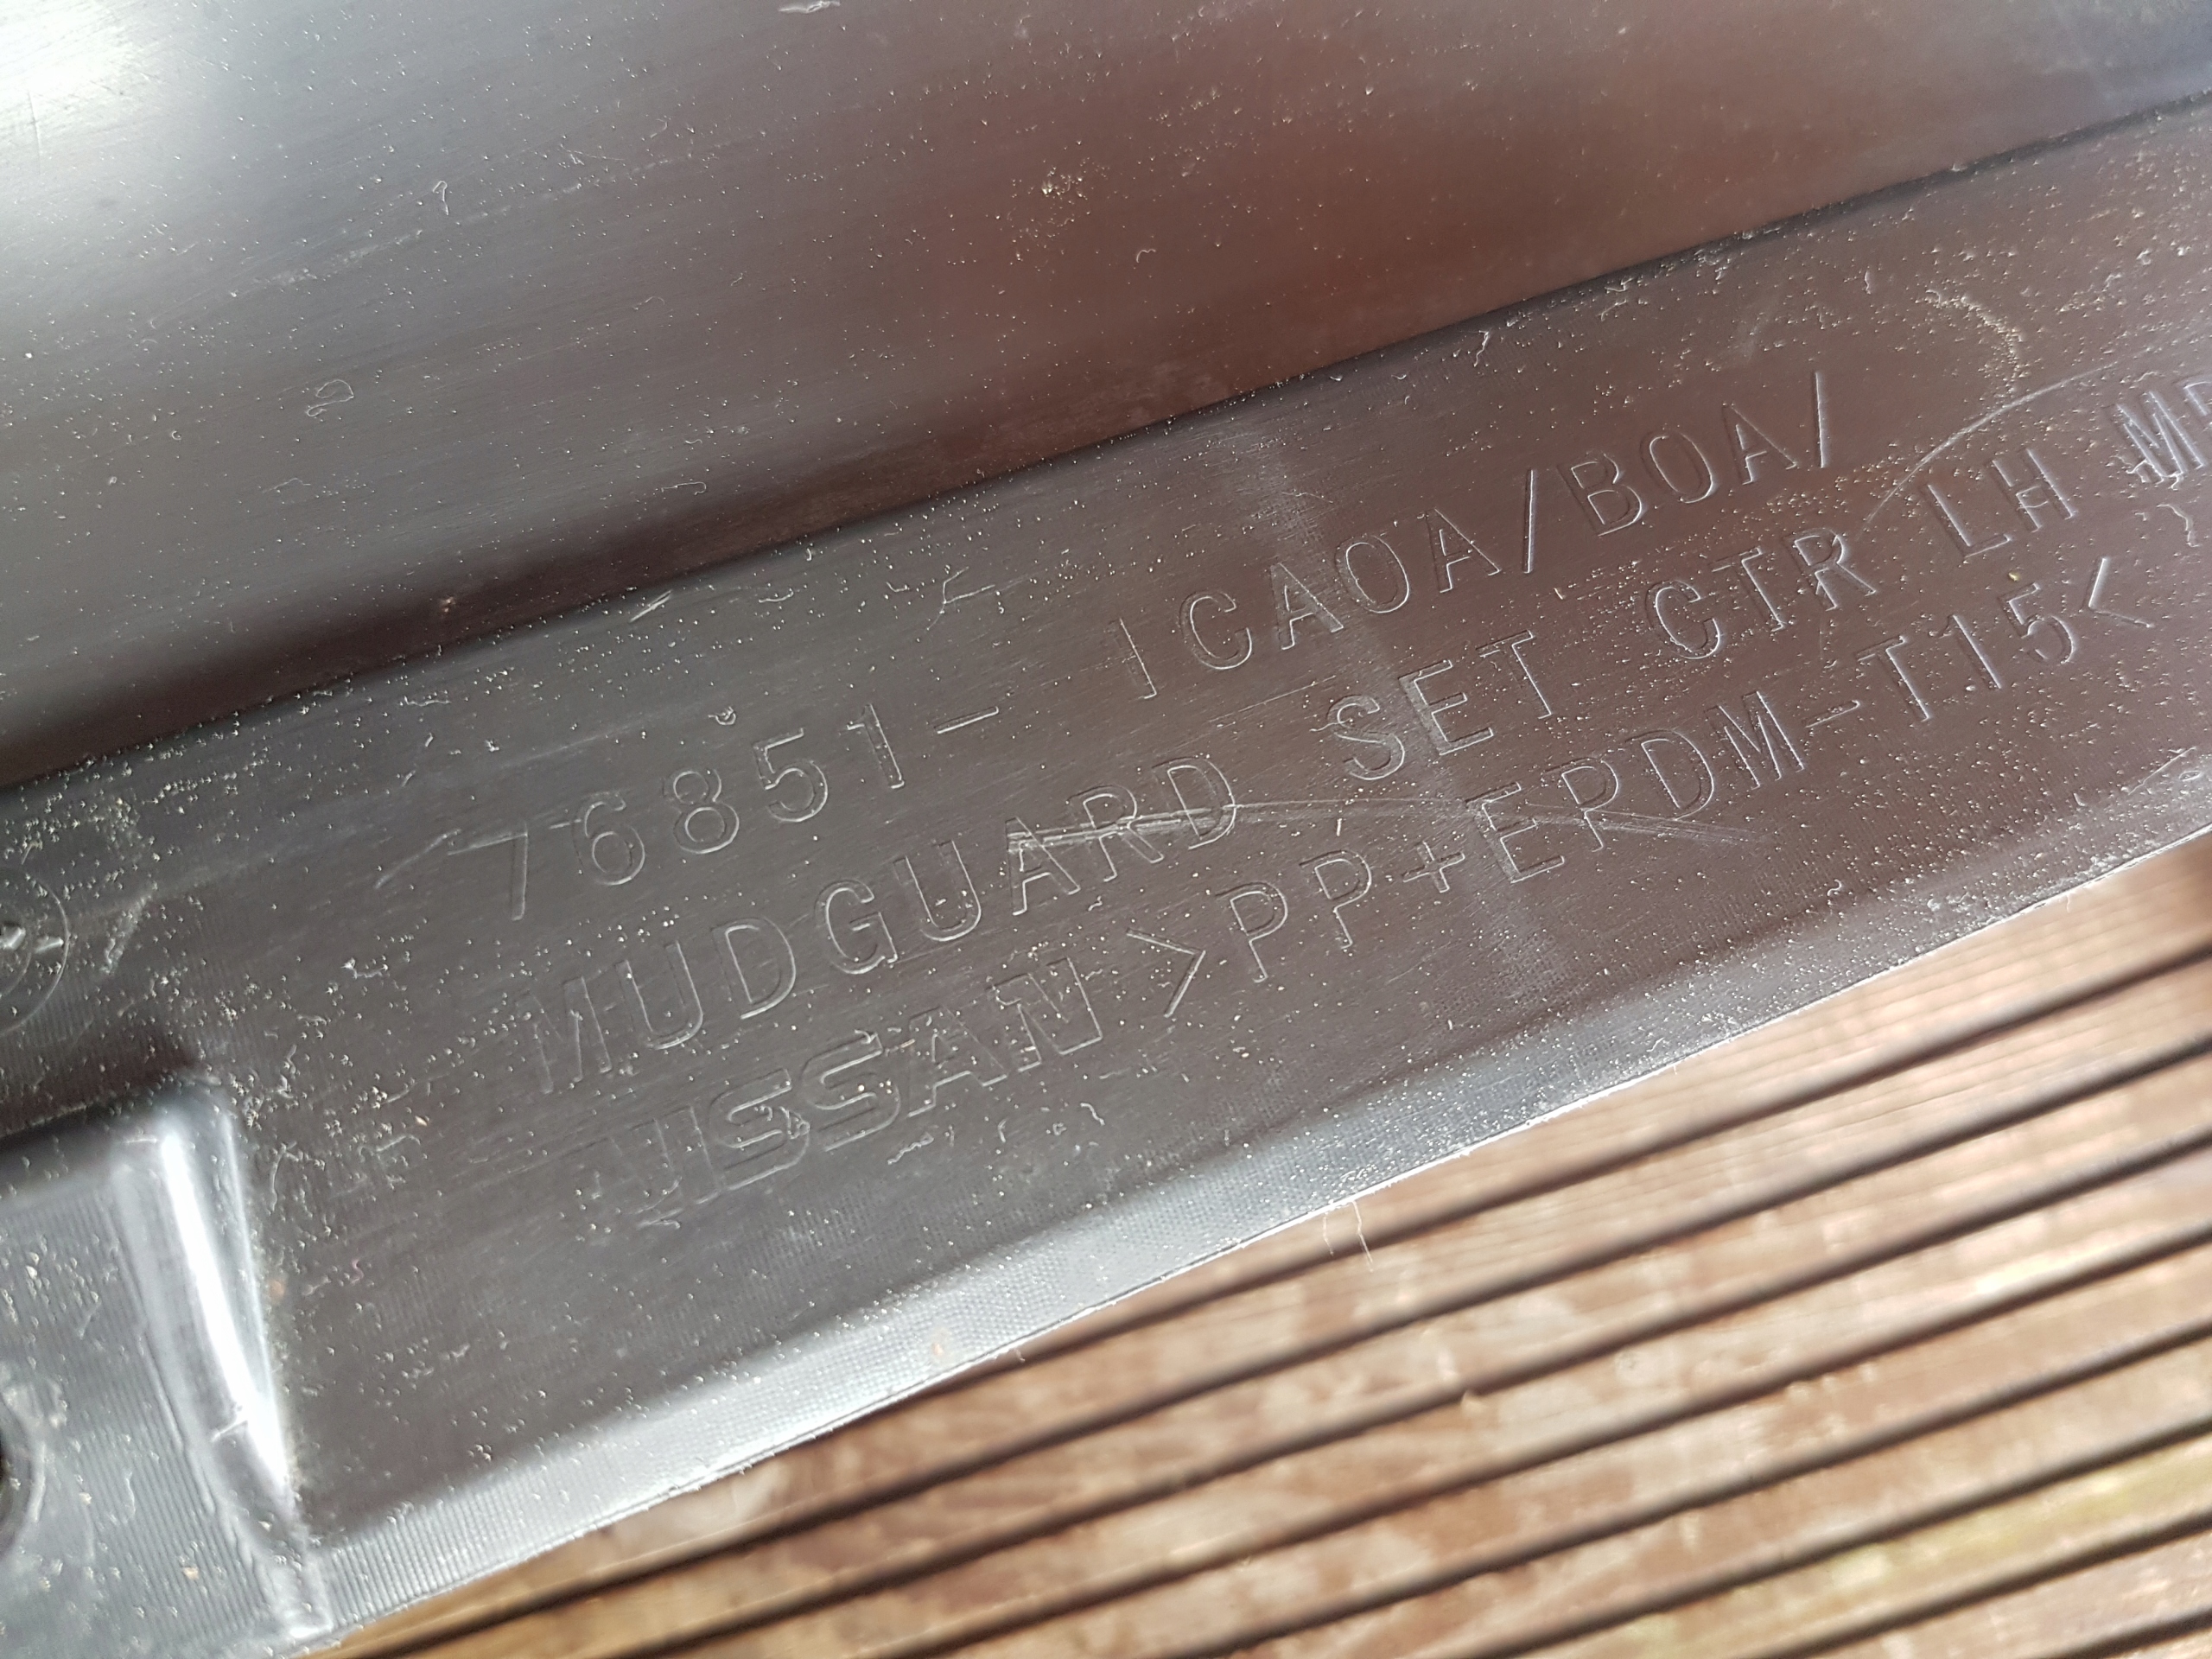 76851- 1CA0A/B0A/
MUDGUARD SET CTR LH
NISSAN >PP+EPDM-T15<